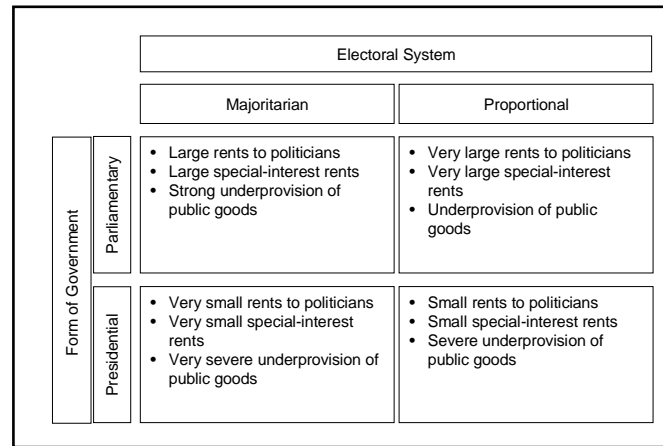 Electoral System
Majoritarian
Proportional
Form of Government
Parliamentary
• Large rents to politicians
• Large special-interest rents
• Strong underprovision of
public goods
• Very large rents to politicians
• Very large special-interest
rents
• Underprovision of public
goods
Presidential
• Very small rents to politicians
• Very small special-interest
rents
• Very severe underprovision of
public goods
• Small rents to politicians
• Small special-interest rents
• Severe underprovision of
public goods